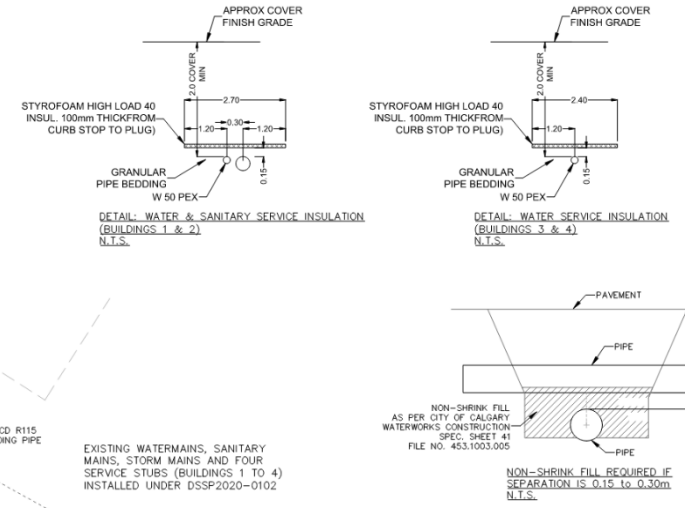 APPROX COVER
FINISH GRADE
2.0 COVER
MIN
2.70
STYROFOAM HIGH LOAD 40
INSUL. 100mm THICKFROM
CURB STOP TO PLUG)
1.20
0.30
1.20
GRANULAR
PIPE BEDDING
0.15
W 50 PEX
DETAIL: WATER & SANITARY SERVICE INSULATION
(BUILDINGS 1 & 2)
N.T.S.
APPROX COVER
FINISH GRADE
2.0 COVER
MIN
2.40
STYROFOAM HIGH LOAD 40
INSUL. 100mm THICKFROM
CURB STOP TO PLUG)
1.20
GRANULAR
PIPE BEDDING
0.15
W 50 PEX
DETAIL: WATER SERVICE INSULATION
(BUILDINGS 3 & 4)
N.T.S.
CD R115
DING PIPE
EXISTING WATERMAINS, SANITARY
MAINS, STORM MAINS AND FOUR
SERVICE STUBS (BUILDINGS 1 TO 4)
INSTALLED UNDER DSSP2020-0102
PAVEMENT
PIPE
NON-SHRINK FILL
AS PER CITY OF CALGARY
WATERWORKS CONSTRUCTION
SPEC. SHEET 41
FILE NO. 453.1003.005
PIPE
NON-SHRINK FILL REQUIRED IF
SEPARATION IS 0.15 to 0.30m
N.T.S.